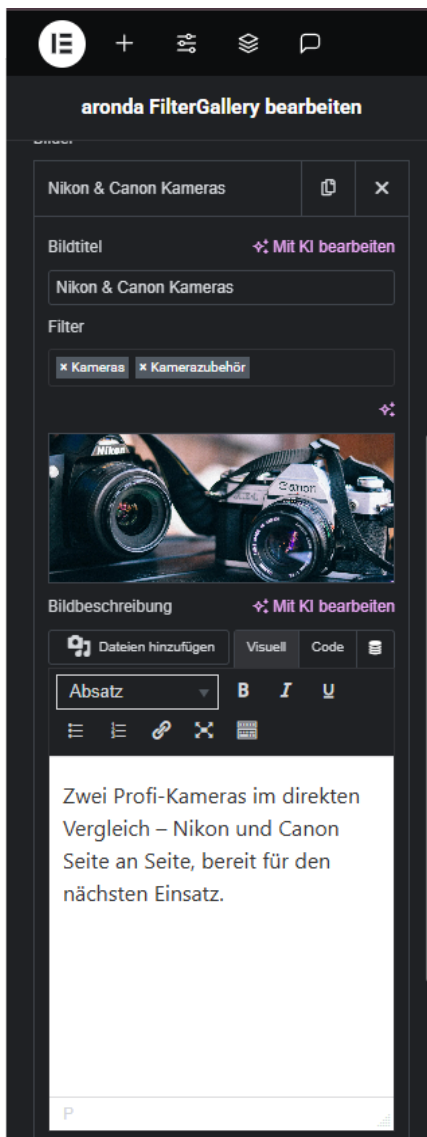 aronda FilterGallery bearbeiten
Bilder
Nikon & Canon Kameras
Bildtitel
Mit KI bearbeiten
Nikon & Canon Kameras
Filter
× Kameras × Kamerazubehör
Nikon
Canon
Bildbeschreibung
Mit KI bearbeiten
Dateien hinzufügen
Visuell
Code
Absatz
B I U
Zwei Profi-Kameras im direkten
Vergleich – Nikon und Canon
Seite an Seite, bereit für den
nächsten Einsatz.
P